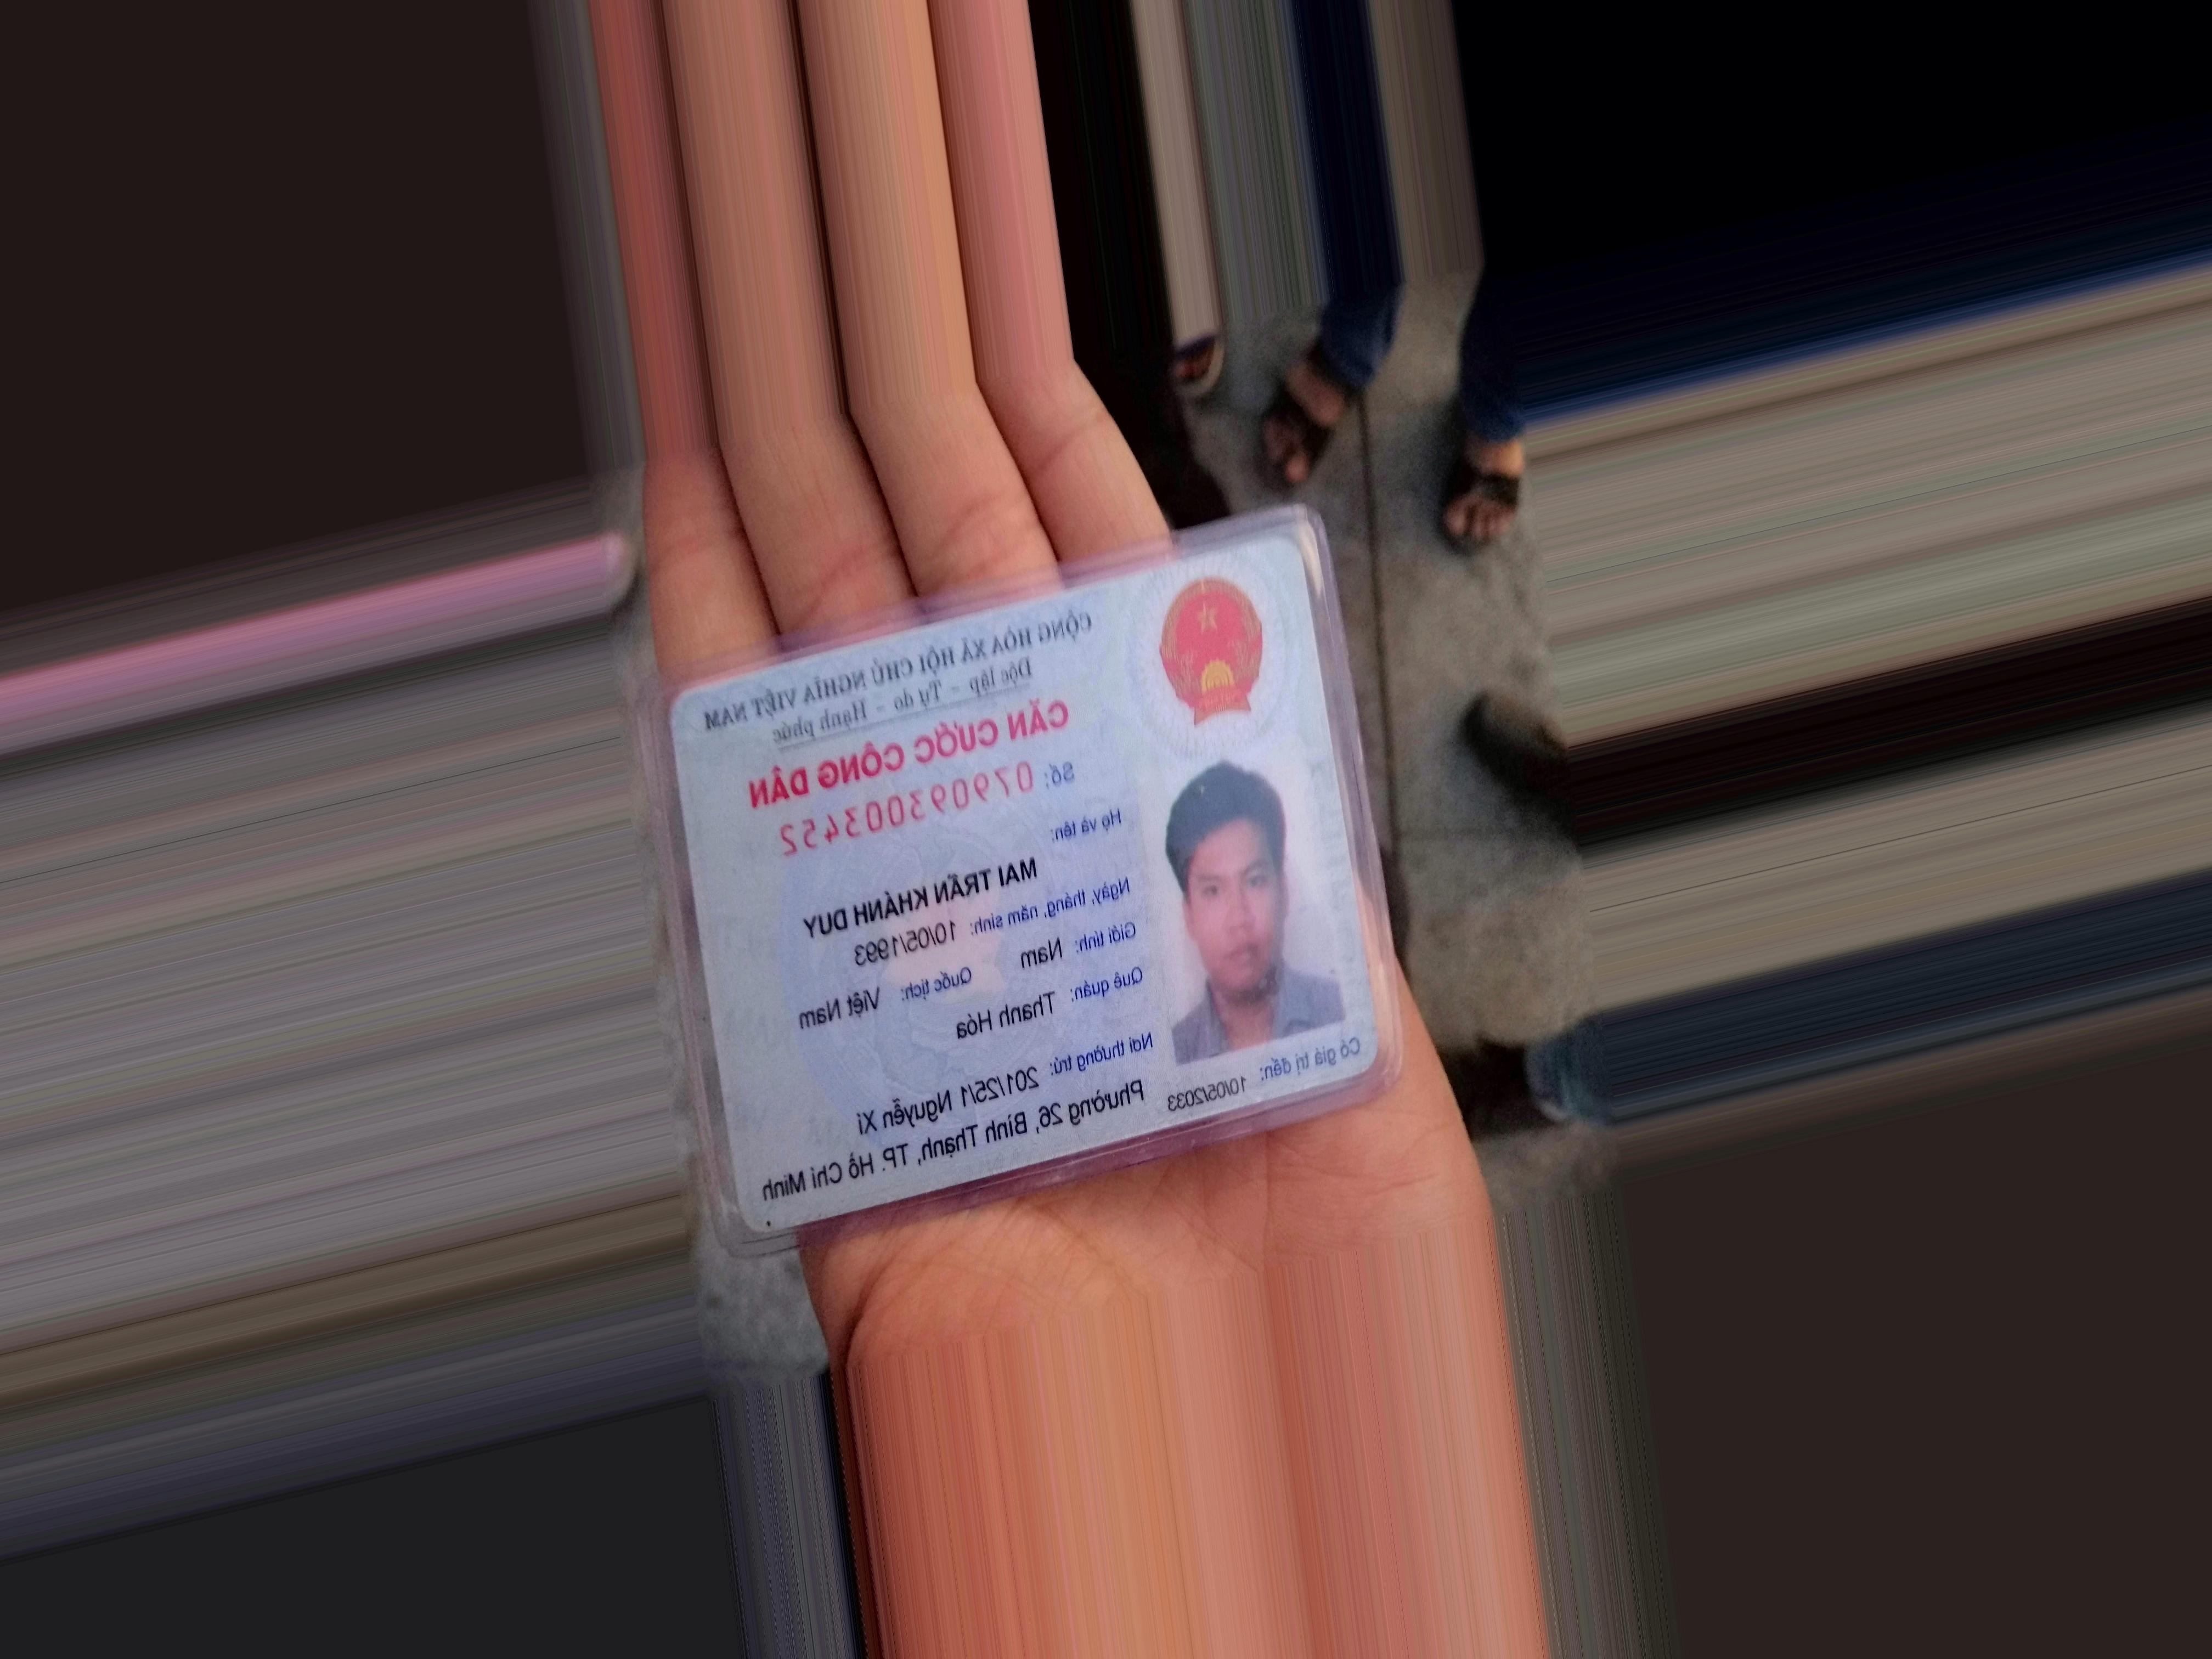 CỘNG HÒA XÃ HỘI CHỦ NGHĨA VIỆT NAM
Độc lập - Tự do - Hạnh phúc
CĂN CƯỚC CÔNG DÂN
Số: 079093003452
Họ và tên:
MAI TRẦN KHÁNH DUY
Ngày, tháng, năm sinh: 10/05/1993
Giới tính: Nam Quốc tịch: Việt Nam
Quê quán: Thanh Hóa
Nơi thường trú: 201/25/1 Nguyễn Xí
Phường 26, Bình Thạnh, TP. Hồ Chí Minh
Có giá trị đến: 10/05/2033